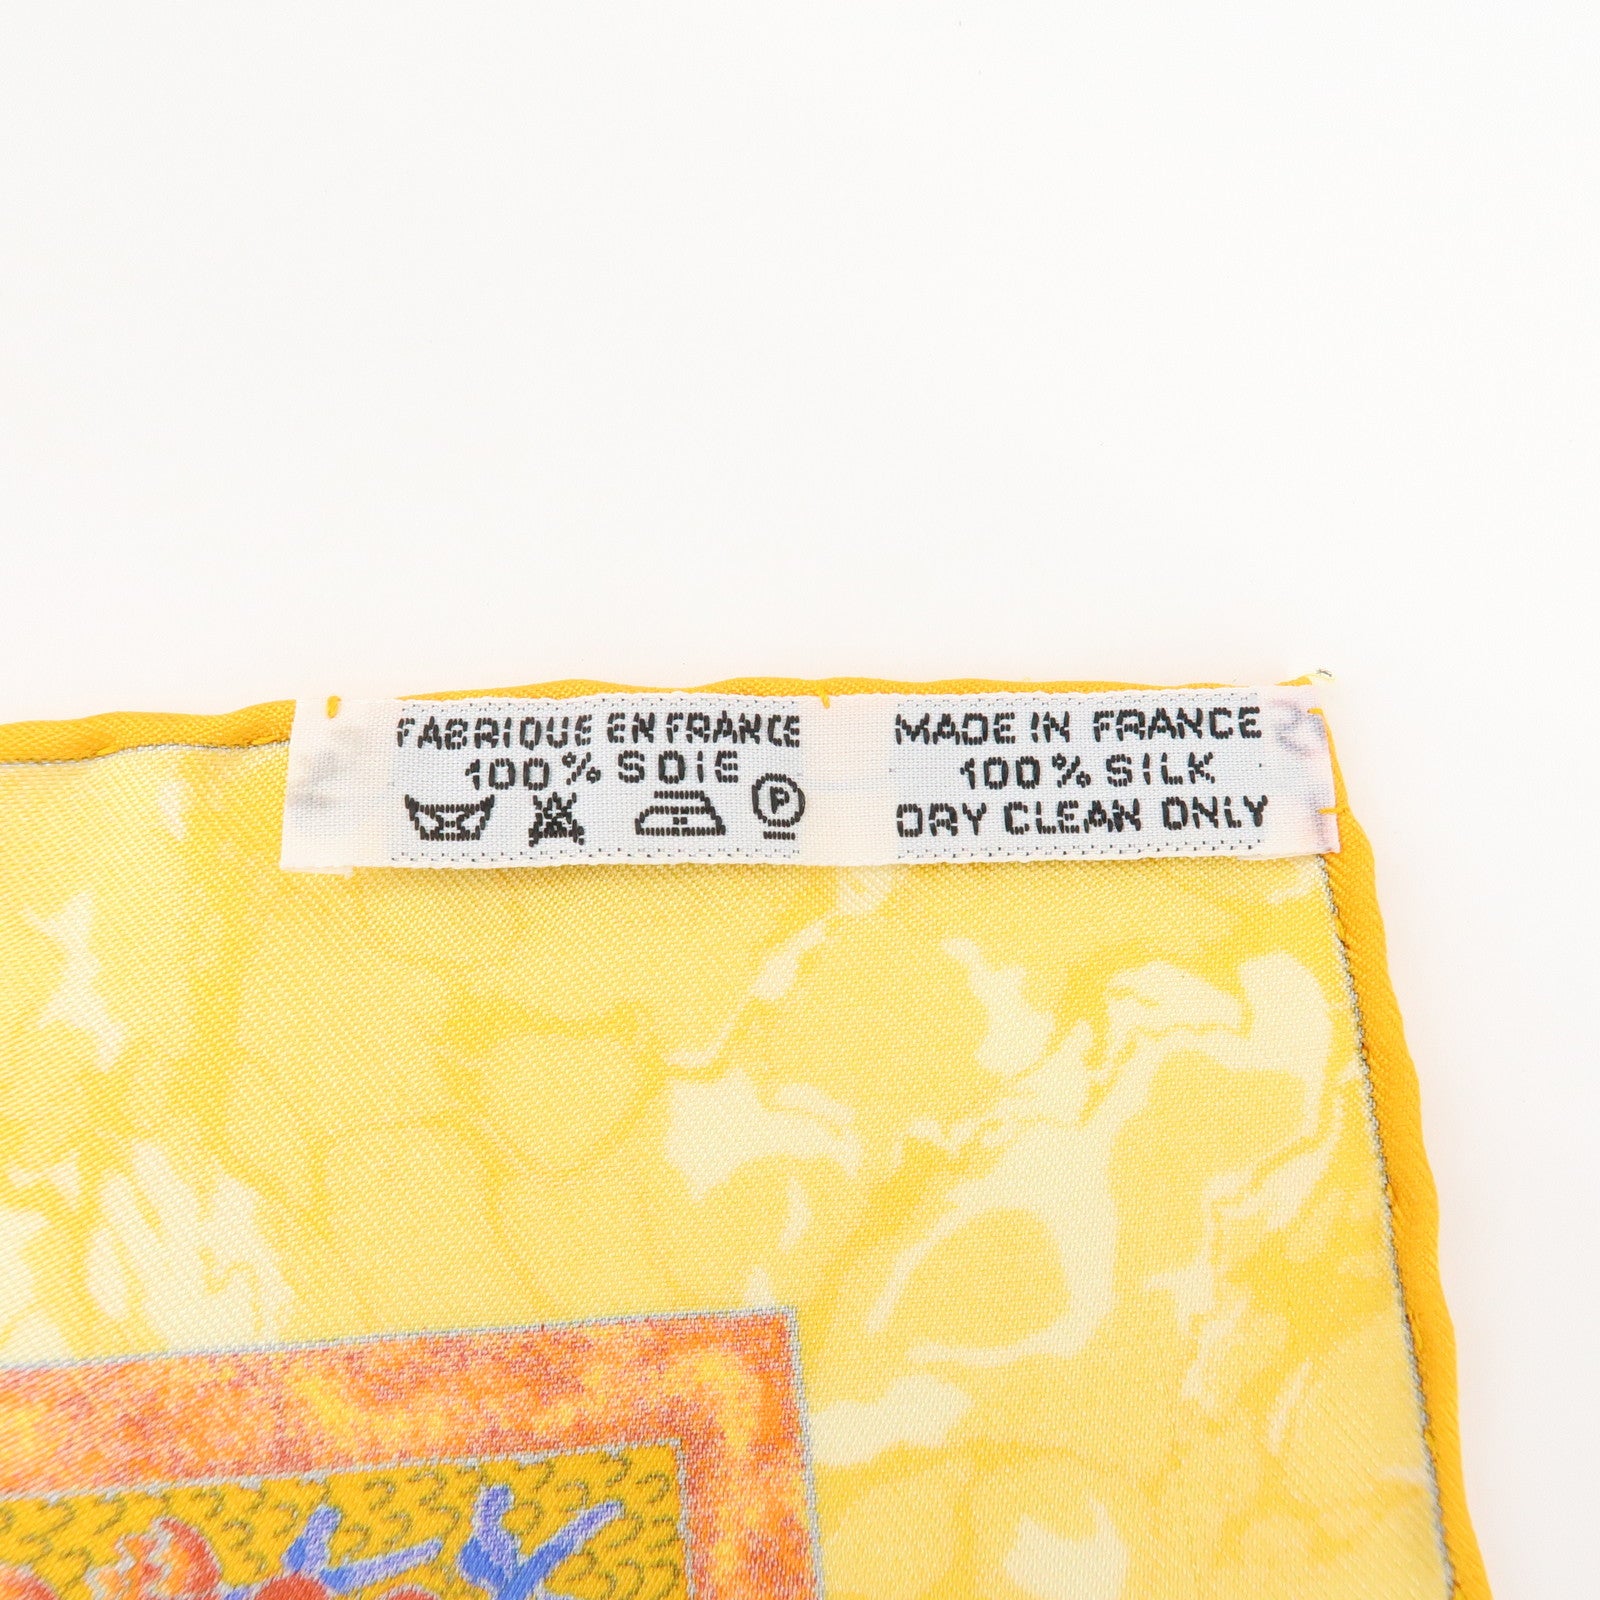 FABRIQUE EN FRANCE
100% SOIE
P
MADE IN FRANCE
100% SILK
DRY CLEAN ONLY